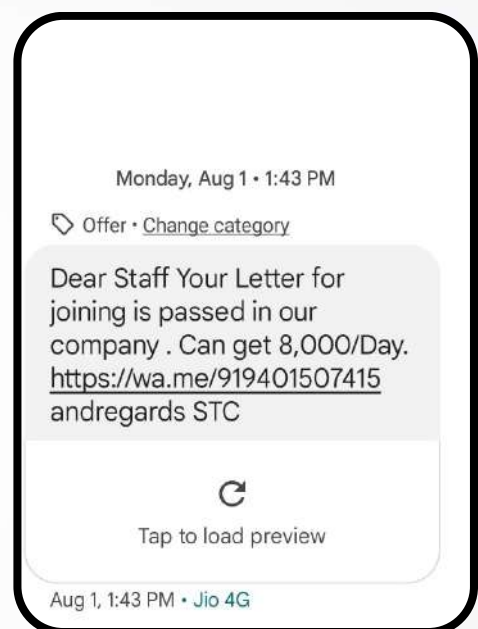 Monday, Aug 1 • 1:43 PM
Offer • Change category
Dear Staff Your Letter for
joining is passed in our
company . Can get 8,000/Day.
https://wa.me/919401507415
andregards STC
Tap to load preview
Aug 1, 1:43 PM • Jio 4G